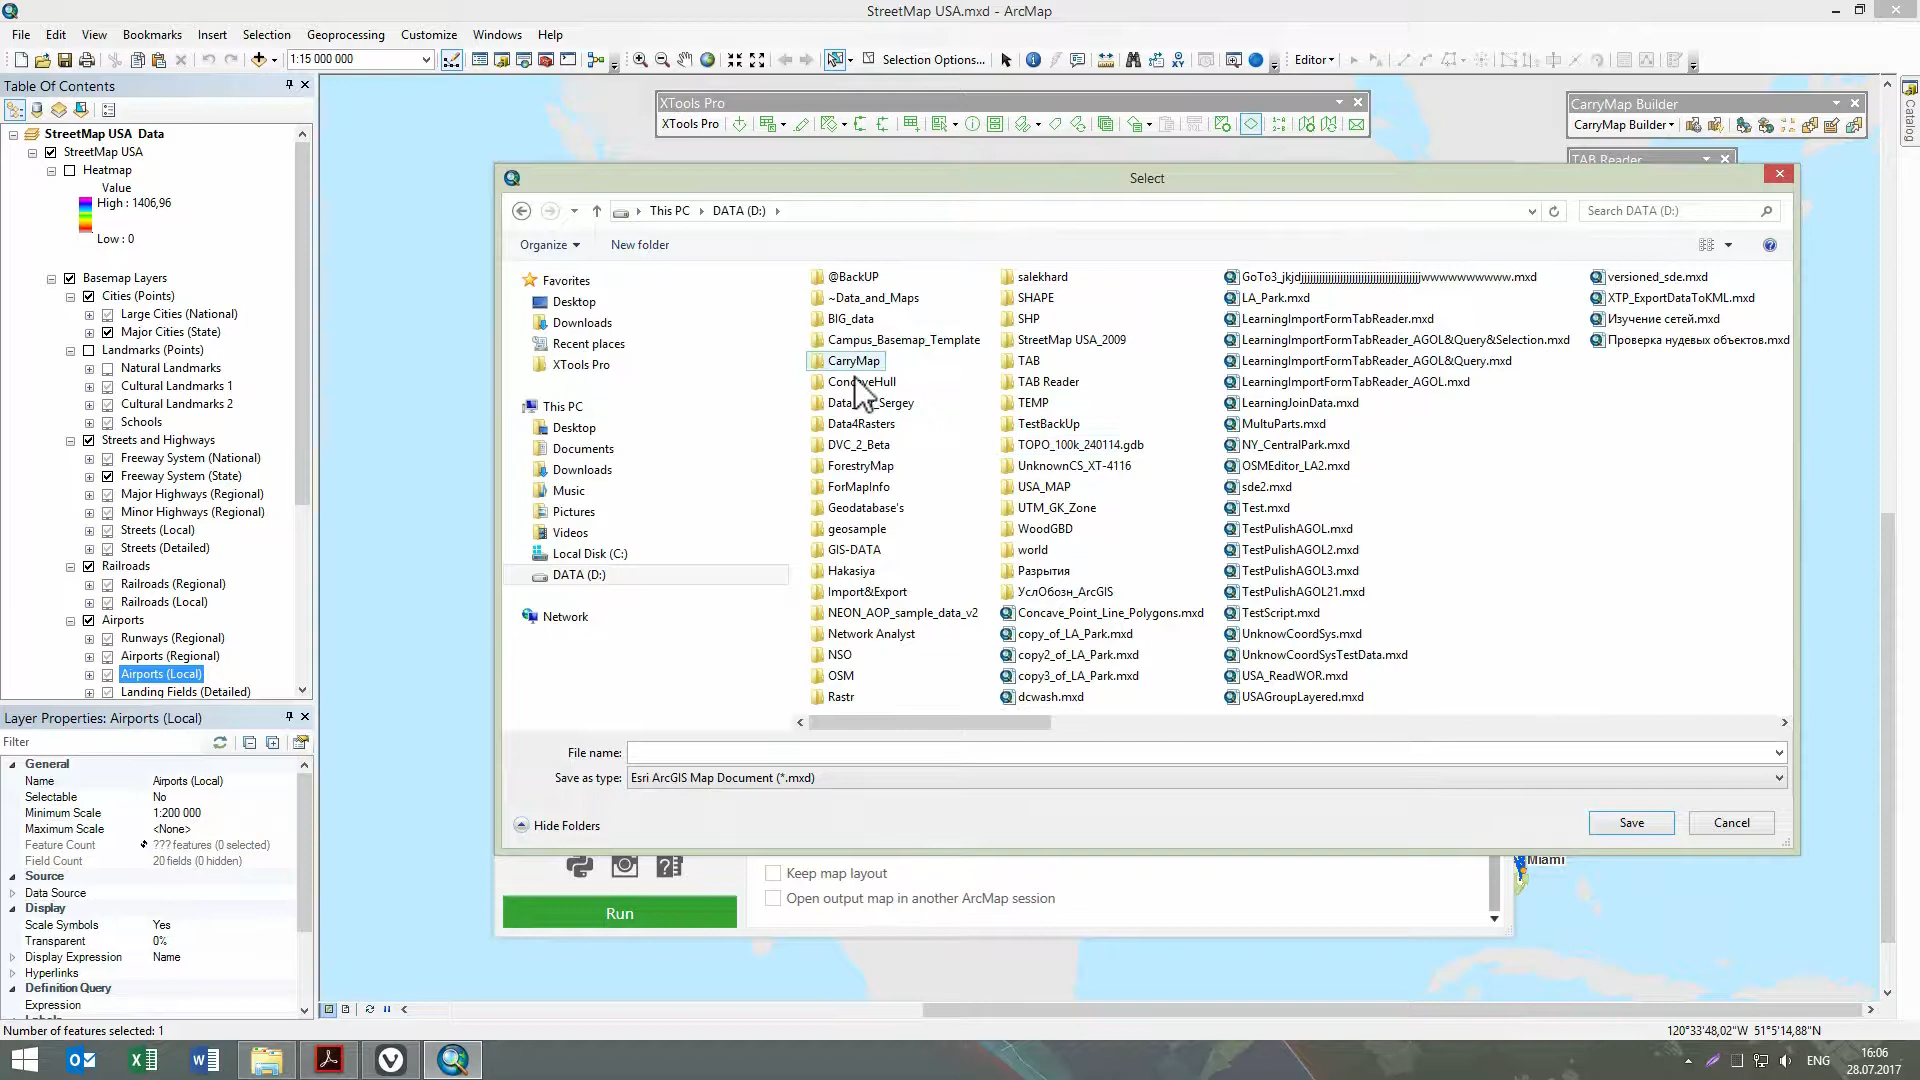 StreetMap USA.mxd - ArcMap
File Edit View Bookmarks Insert Selection Geoprocessing Customize Windows Help
1:15 000 000 Selection Options... Editor
Table Of Contents
StreetMap USA Data
StreetMap USA
Heatmap
Value
High : 1406,96
Low : 0
Basemap Layers
Cities (Points)
Large Cities (National)
Major Cities (State)
Landmarks (Points)
Natural Landmarks
Cultural Landmarks 1
Cultural Landmarks 2
Schools
Streets and Highways
Freeway System (National)
Freeway System (State)
Major Highways (Regional)
Minor Highways (Regional)
Streets (Local)
Streets (Detailed)
Railroads
Railroads (Regional)
Railroads (Local)
Airports
Runways (Regional)
Airports (Regional)
Airports (Local)
Landing Fields (Detailed)
Layer Properties: Airports (Local)
Filter
General
Name Airports (Local)
Selectable No
Minimum Scale 1:200 000
Maximum Scale <None>
Feature Count ??? features (0 selected)
Field Count 20 fields (0 hidden)
Source
Data Source
Display
Scale Symbols Yes
Transparent 0%
Display Expression Name
Hyperlinks
Definition Query
Expression
Number of features selected: 1
XTools Pro
XTools Pro
CarryMap Builder
CarryMap Builder
TAB Reader
Catalog
Select
This PC DATA (D:)
Search DATA (D:)
Organize New folder
Favorites
Desktop
Downloads
Recent places
XTools Pro
This PC
Desktop
Documents
Downloads
Music
Pictures
Videos
Local Disk (C:)
DATA (D:)
Network
@BackUP
~Data_and_Maps
BIG_data
Campus_Basemap_Template
CarryMap
Data4Rasters
DVC_2_Beta
ForestryMap
ForMapInfo
Geodatabase's
geosample
GIS-DATA
Hakasiya
Import&Export
NEON_AOP_sample_data_v2
Network Analyst
NSO
OSM
Rastr
salekhard
SHAPE
SHP
StreetMap USA_2009
TAB
TAB Reader
TEMP
TestBackUp
TOPO_100k_240114.gdb
UnknownCS_XT-4116
USA_MAP
UTM_GK_Zone
WoodGBD
world
Разрытия
УслОбозн_ArcGIS
Concave_Point_Line_Polygons.mxd
copy_of_LA_Park.mxd
copy2_of_LA_Park.mxd
copy3_of_LA_Park.mxd
dcwash.mxd
LA_Park.mxd
LearningImportFormTabReader.mxd
LearningImportFormTabReader_AGOL&Query&Selection.mxd
LearningImportFormTabReader_AGOL&Query.mxd
LearningImportFormTabReader_AGOL.mxd
LearningJoinData.mxd
MultuParts.mxd
NY_CentralPark.mxd
OSMEditor_LA2.mxd
sde2.mxd
Test.mxd
TestPulishAGOL.mxd
TestPulishAGOL2.mxd
TestPulishAGOL3.mxd
TestPulishAGOL21.mxd
TestScript.mxd
UnknowCoordSys.mxd
UnknowCoordSysTestData.mxd
USA_ReadWOR.mxd
USAGroupLayered.mxd
versioned_sde.mxd
XTP_ExportDataToKML.mxd
Изучение сетей.mxd
Проверка нудевых объектов.mxd
File name:
Save as type: Esri ArcGIS Map Document (*.mxd)
Hide Folders Save Cancel
Keep map layout
Open output map in another ArcMap session
Run
Miami
120°33'48,02"W 51°5'14,88"N
ENG
16:06
28.07.2017